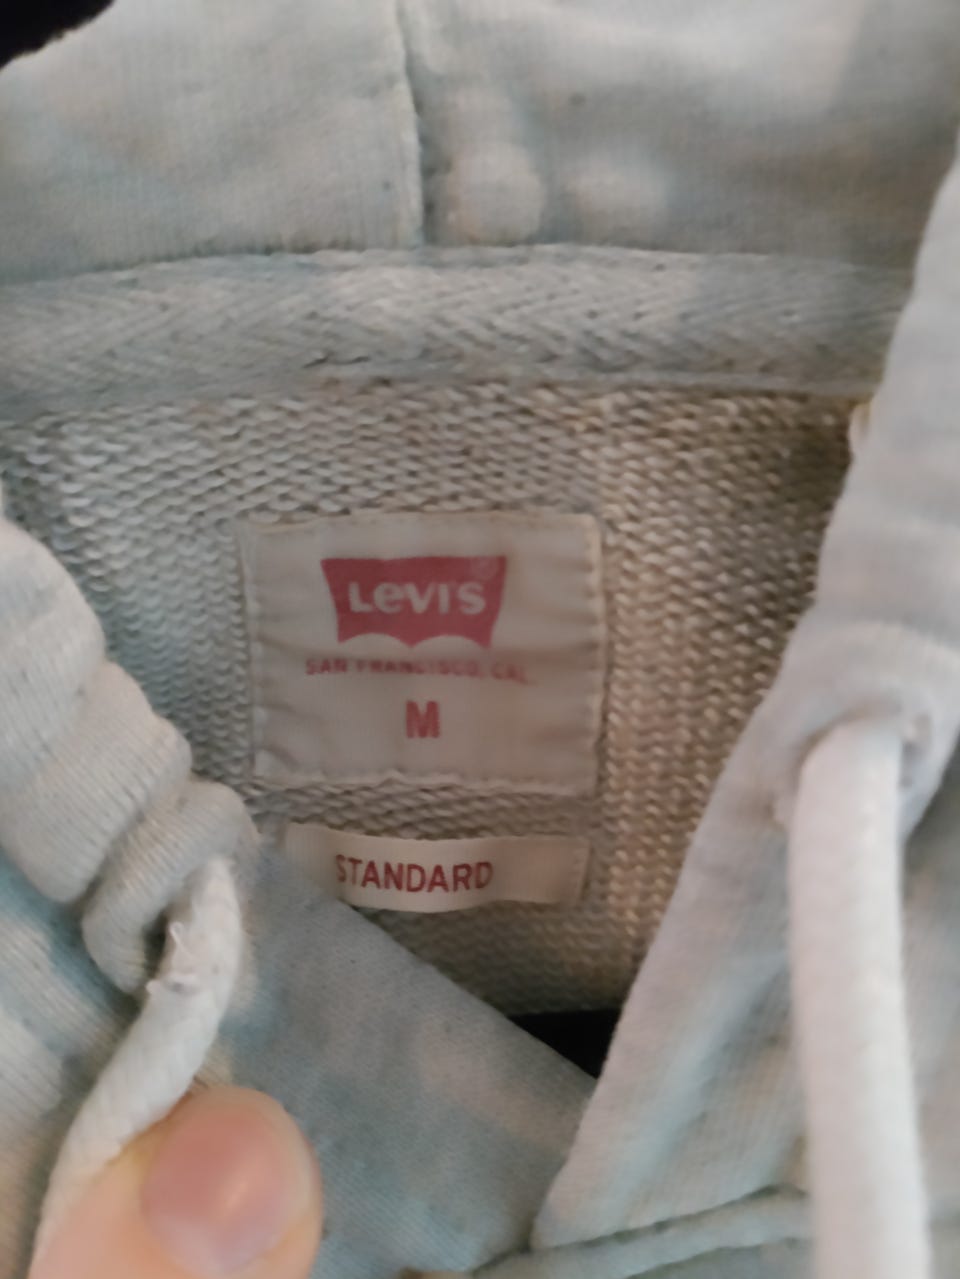 Levi's®
SAN FRANCISCO, CAL.
M
STANDARD